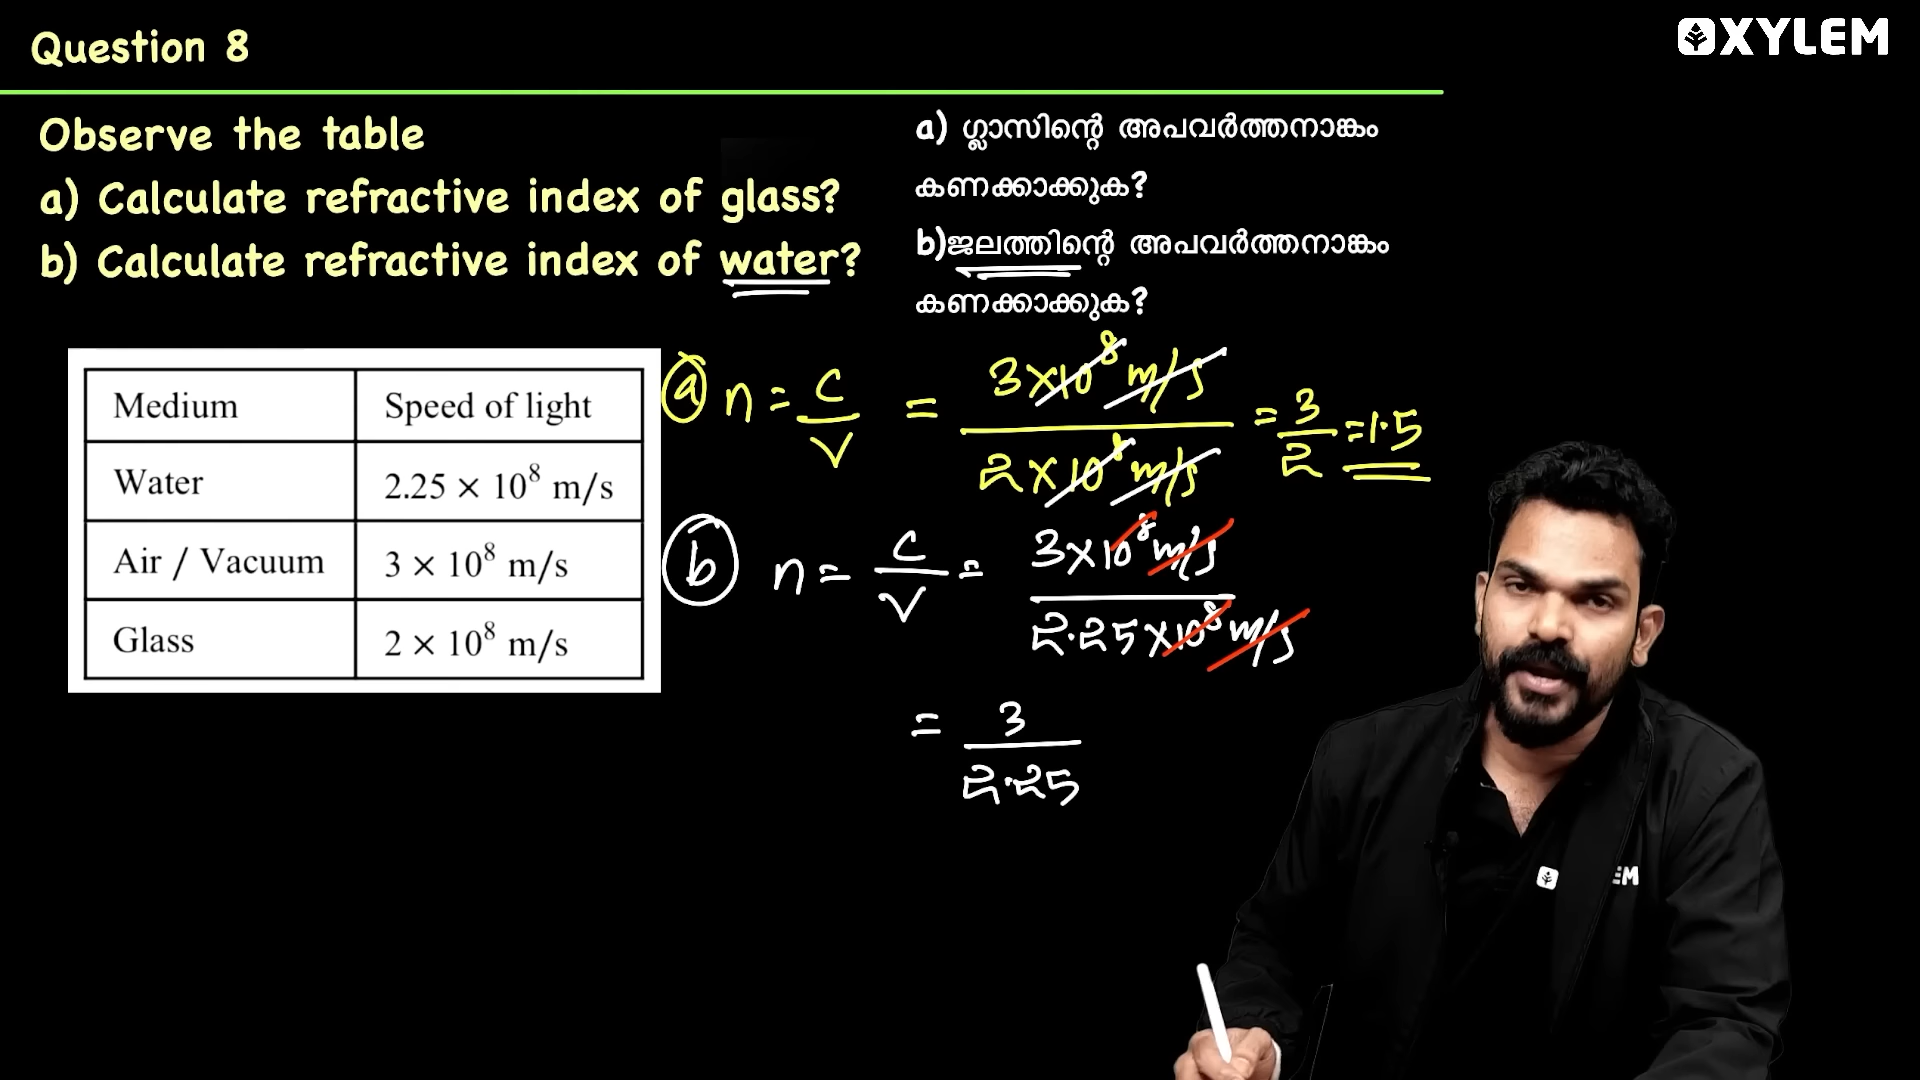 Question 8
OXYLEM
Observe the table
a) Calculate refractive index of glass?
b) Calculate refractive index of water?
a) ഗ്ലാസിന്റെ അപവർത്തനാങ്കം
കണക്കാക്കുക?
b)ജലത്തിന്റെ അപവർത്തനാങ്കം
കണക്കാക്കുക?
Medium Speed of light
Water 2.25 × 10⁸ m/s
Air / Vacuum 3 × 10⁸ m/s
Glass 2 × 10⁸ m/s
a n = c/v = 3×10⁸ m/s / 2×10⁸ m/s = 3/2 = 1.5
b n = c/v = 3×10⁸ m/s / 2.25×10⁸ m/s
= 3/2.25
EM